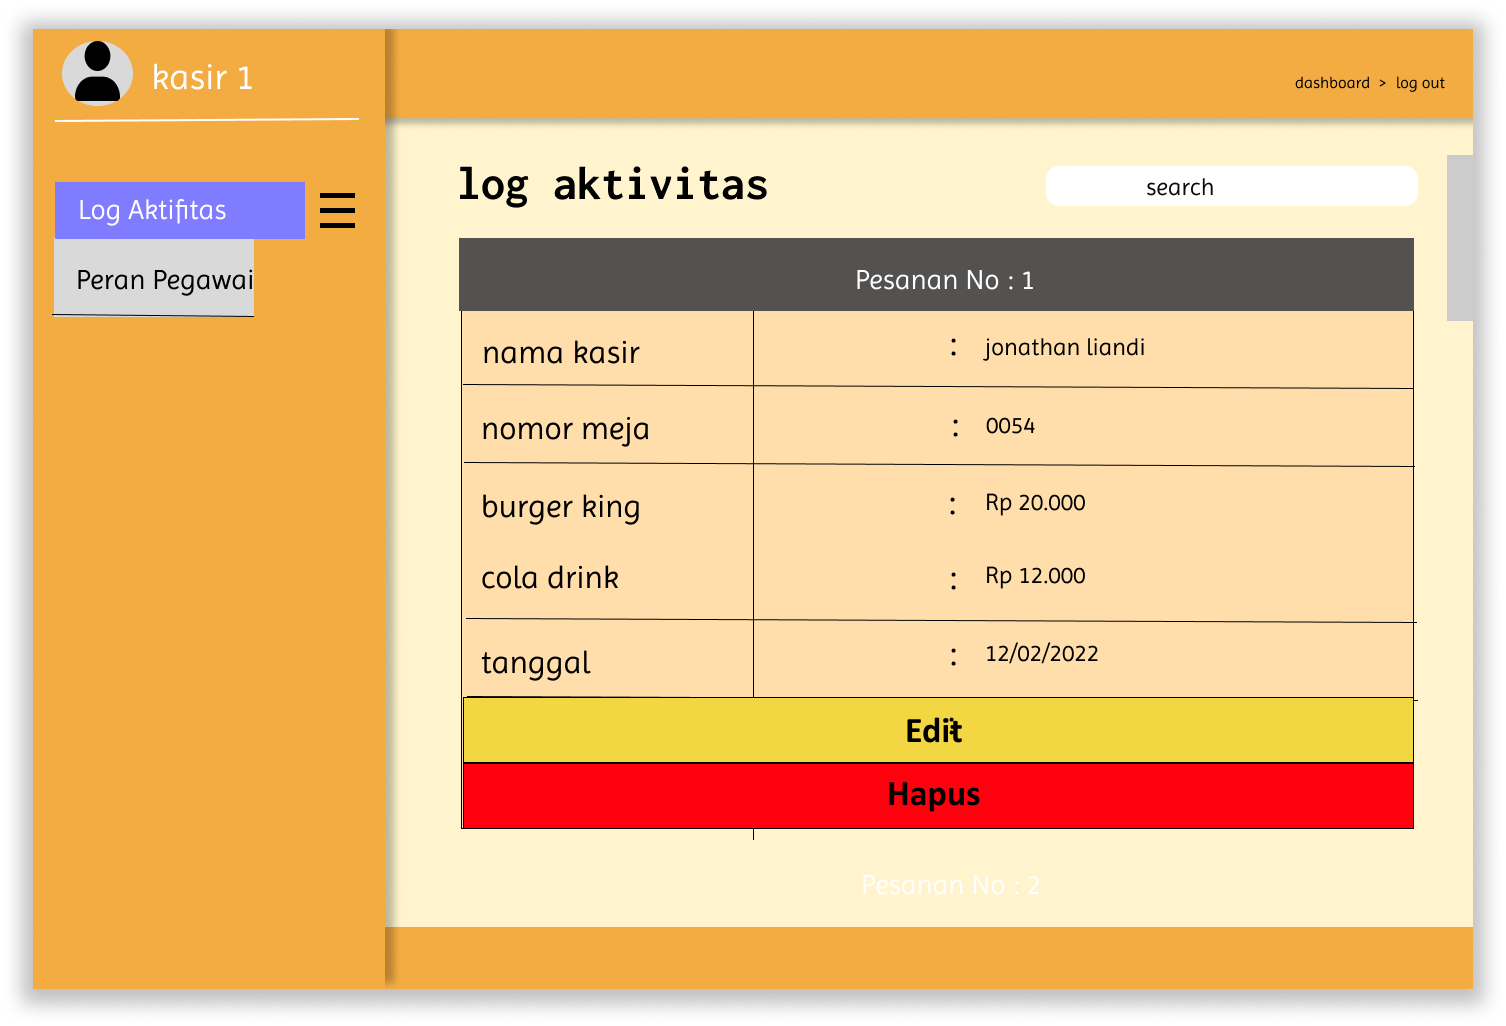 kasir 1
dashboard > log out
log aktivitas
search
Log Aktifitas
Peran Pegawai
Pesanan No : 1
nama kasir : jonathan liandi
nomor meja : 0054
burger king : Rp 20.000
cola drink : Rp 12.000
tanggal : 12/02/2022
Edit
Hapus
Pesanan No : 2